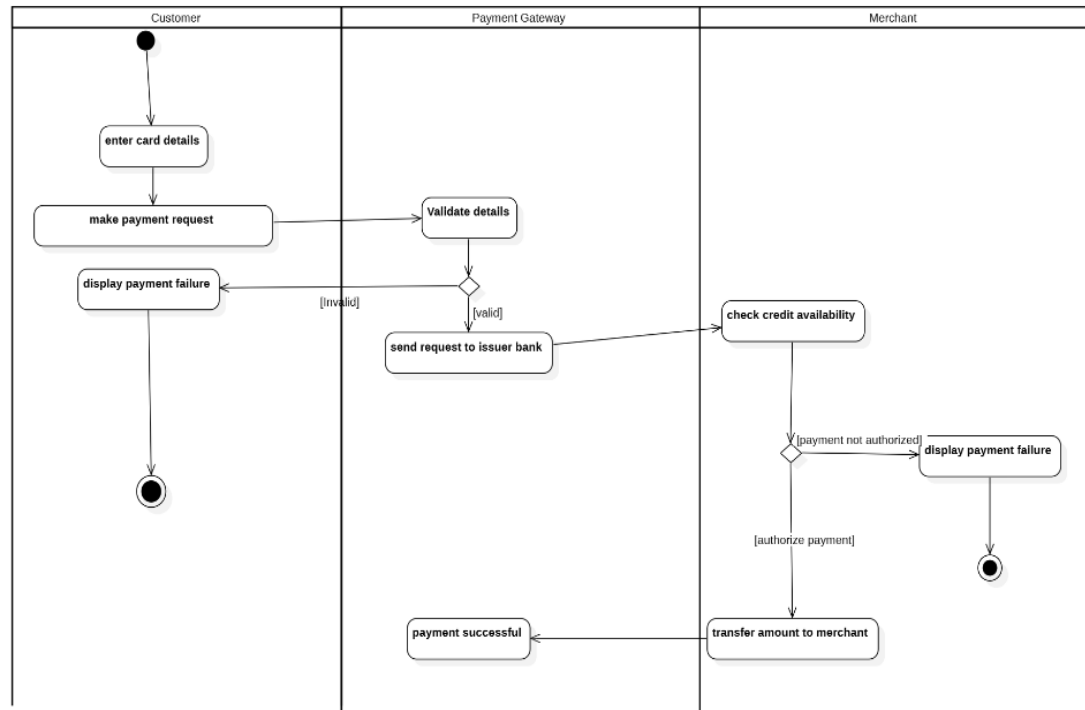 Customer
Payment Gateway
Merchant
enter card details
make payment request
Valldate details
display payment failure
[Invalid]
[valid]
send request to issuer bank
check credit availability
[payment not authorized]
display payment failure
[authorize payment]
payment successful
transfer amount to merchant